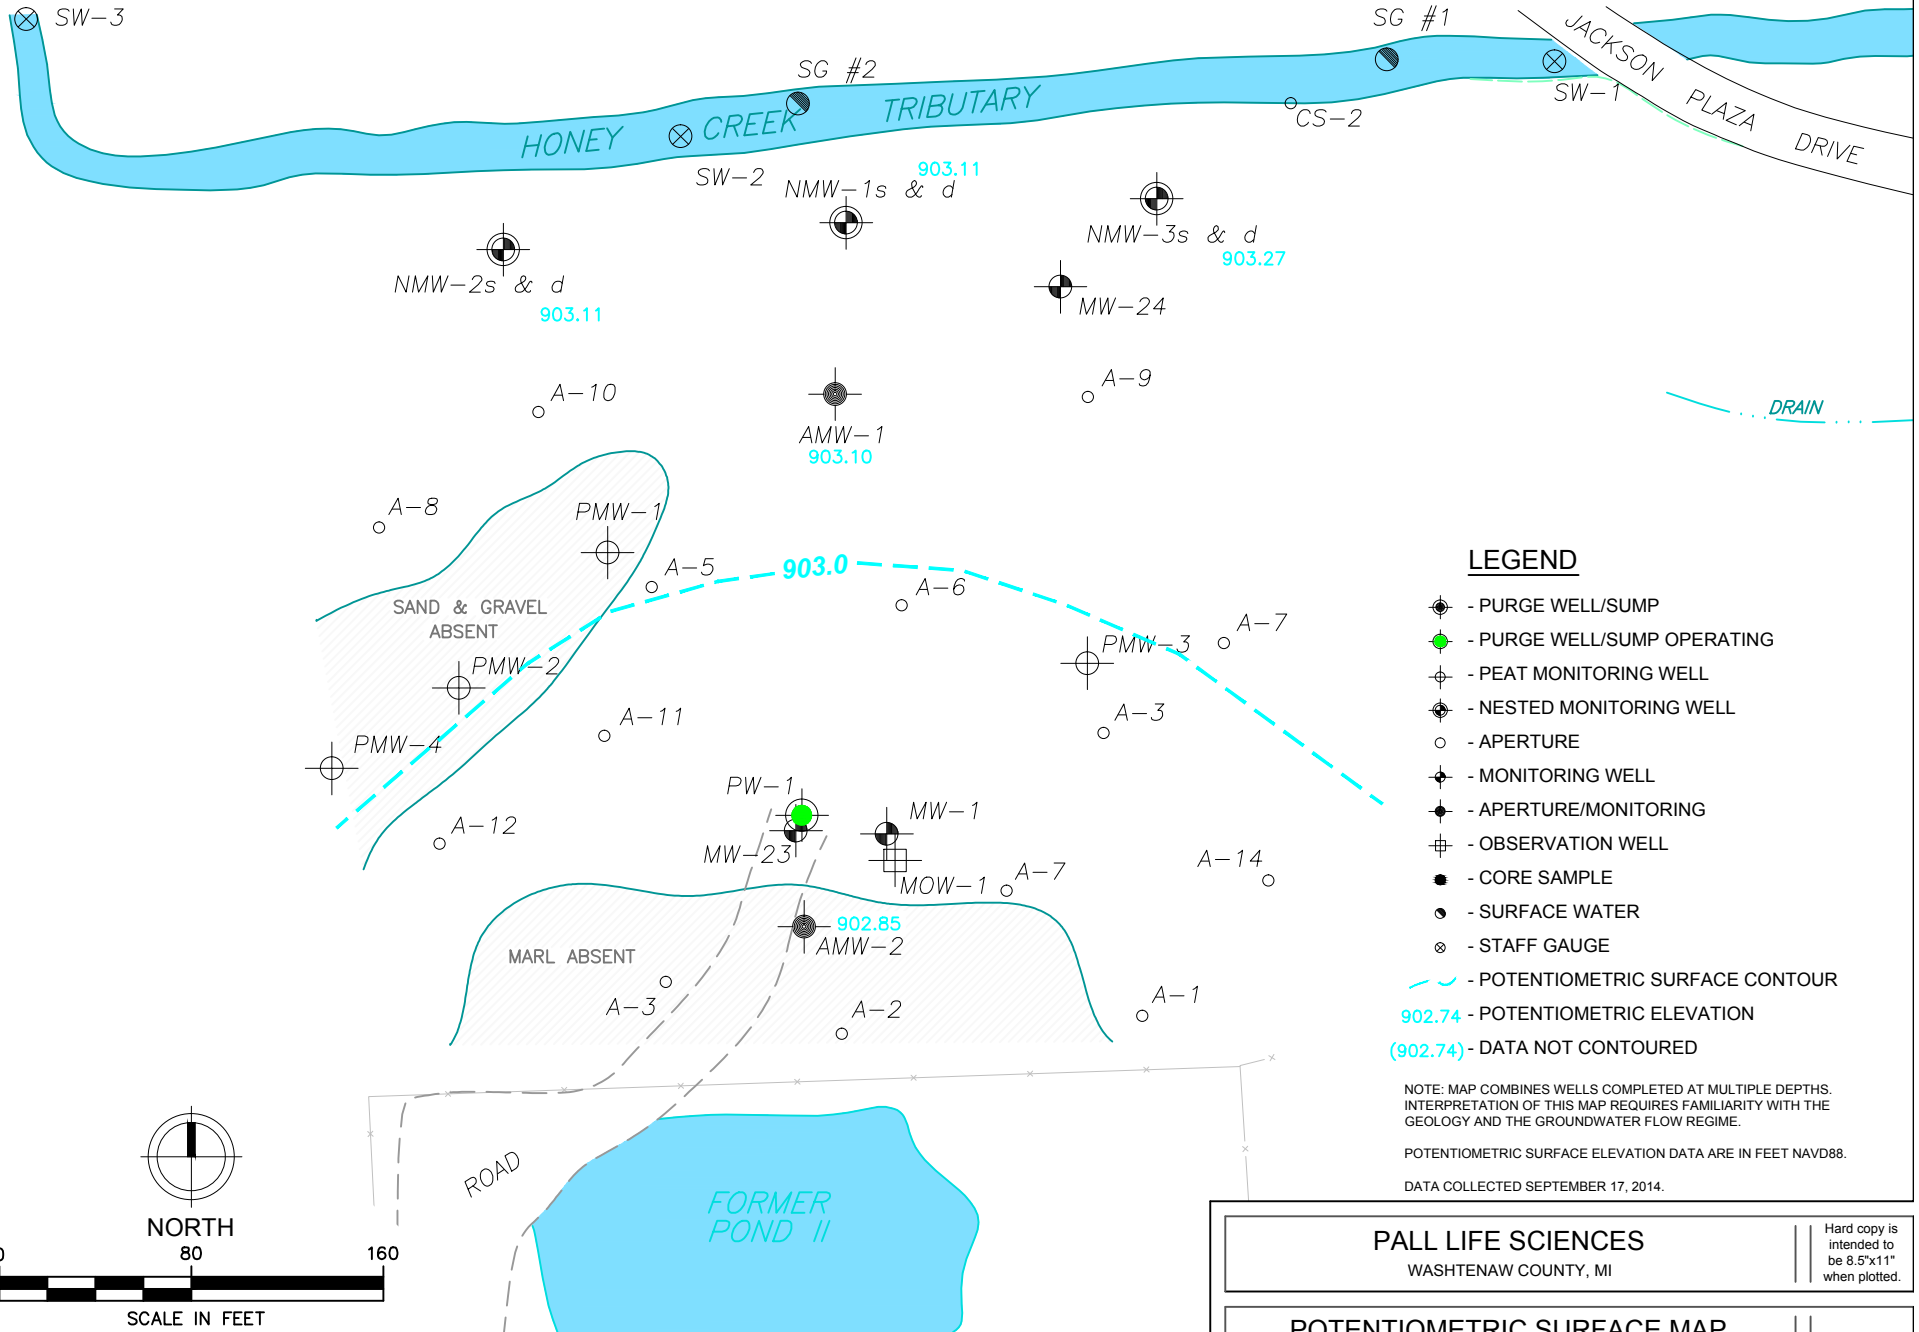 SW-3
SG #1
JACKSON
PLAZA
DRIVE
SG #2
SW-1
CS-2
HONEY
CREEK
TRIBUTARY
SW-2
903.11
NMW-1s & d
NMW-3s & d
903.27
NMW-2s & d
903.11
MW-24
A-10
A-9
AMW-1
903.10
DRAIN
A-8
PMW-1
A-5
903.0
A-6
SAND & GRAVEL
ABSENT
A-7
PMW-2
PMW-3
A-11
A-3
PMW-4
PW-1
MW-1
A-12
MW-23
MOW-1
A-7
A-14
902.85
AMW-2
MARL ABSENT
A-3
A-2
A-1
ROAD
FORMER
POND II
NORTH
0
80
160
SCALE IN FEET
LEGEND
- PURGE WELL/SUMP
- PURGE WELL/SUMP OPERATING
- PEAT MONITORING WELL
- NESTED MONITORING WELL
- APERTURE
- MONITORING WELL
- APERTURE/MONITORING
- OBSERVATION WELL
- CORE SAMPLE
- SURFACE WATER
- STAFF GAUGE
- POTENTIOMETRIC SURFACE CONTOUR
902.74 - POTENTIOMETRIC ELEVATION
(902.74) - DATA NOT CONTOURED
NOTE: MAP COMBINES WELLS COMPLETED AT MULTIPLE DEPTHS.
INTERPRETATION OF THIS MAP REQUIRES FAMILIARITY WITH THE
GEOLOGY AND THE GROUNDWATER FLOW REGIME.
POTENTIOMETRIC SURFACE ELEVATION DATA ARE IN FEET NAVD88.
DATA COLLECTED SEPTEMBER 17, 2014.
PALL LIFE SCIENCES
WASHTENAW COUNTY, MI
Hard copy is
intended to
be 8.5"x11"
when plotted.
POTENTIOMETRIC SURFACE MAP